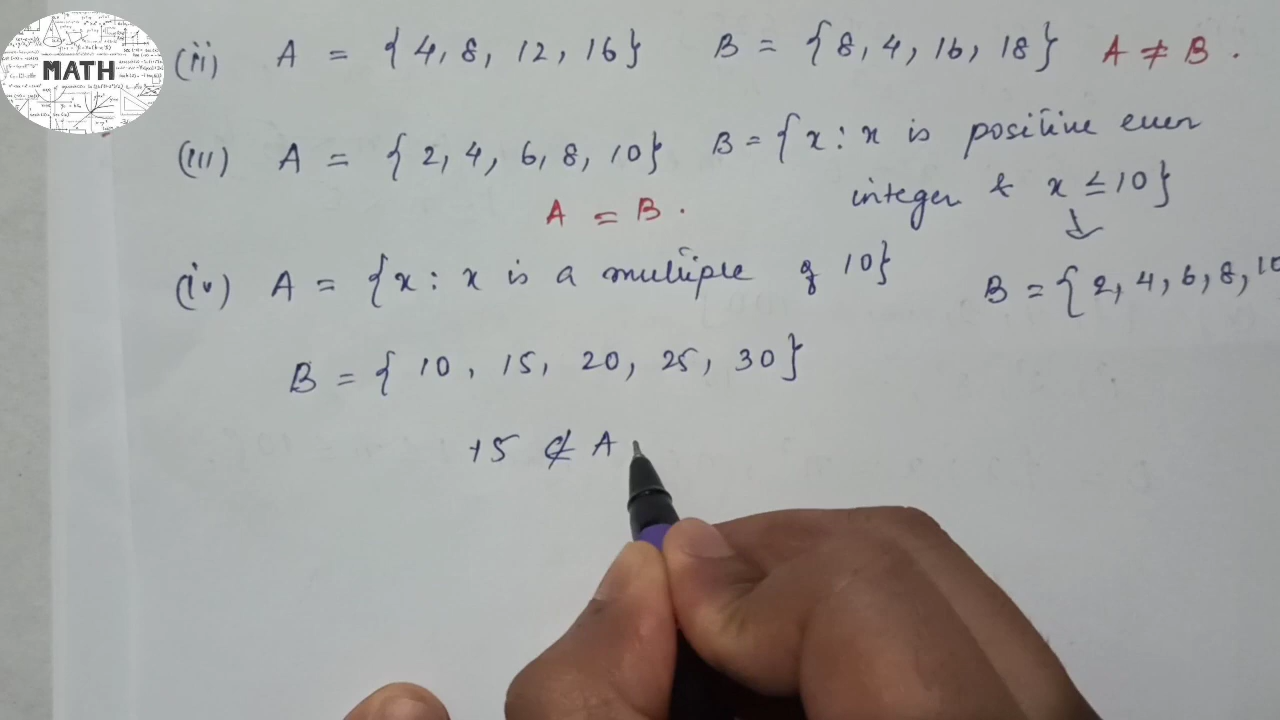 MATH
(ii) A = {4, 8, 12, 16} B = {8, 4, 16, 18} A ≠ B .
(iii) A = {2, 4, 6, 8, 10} B = {x : x is positive even
integer & x ≤ 10}
A = B .
↓
(iv) A = {x : x is a multiple of 10}
B = {2, 4, 6, 8, 10
B = {10, 15, 20, 25, 30}
15 ∉ A